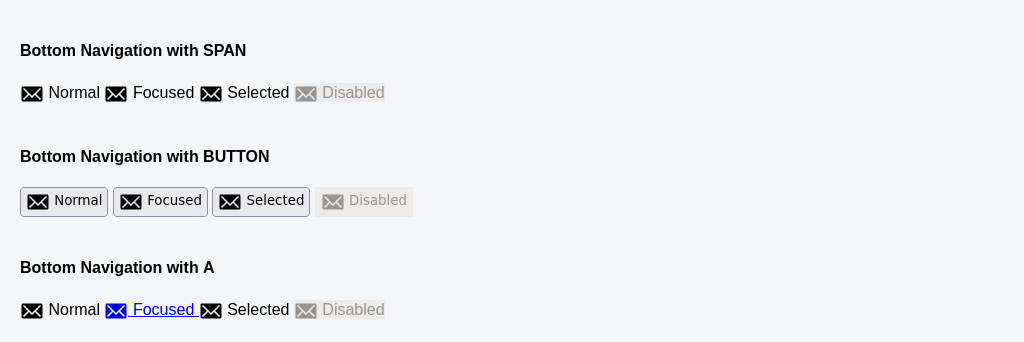 Bottom Navigation with SPAN
Normal Focused Selected Disabled
Bottom Navigation with BUTTON
Normal Focused Selected Disabled
Bottom Navigation with A
Normal Focused Selected Disabled